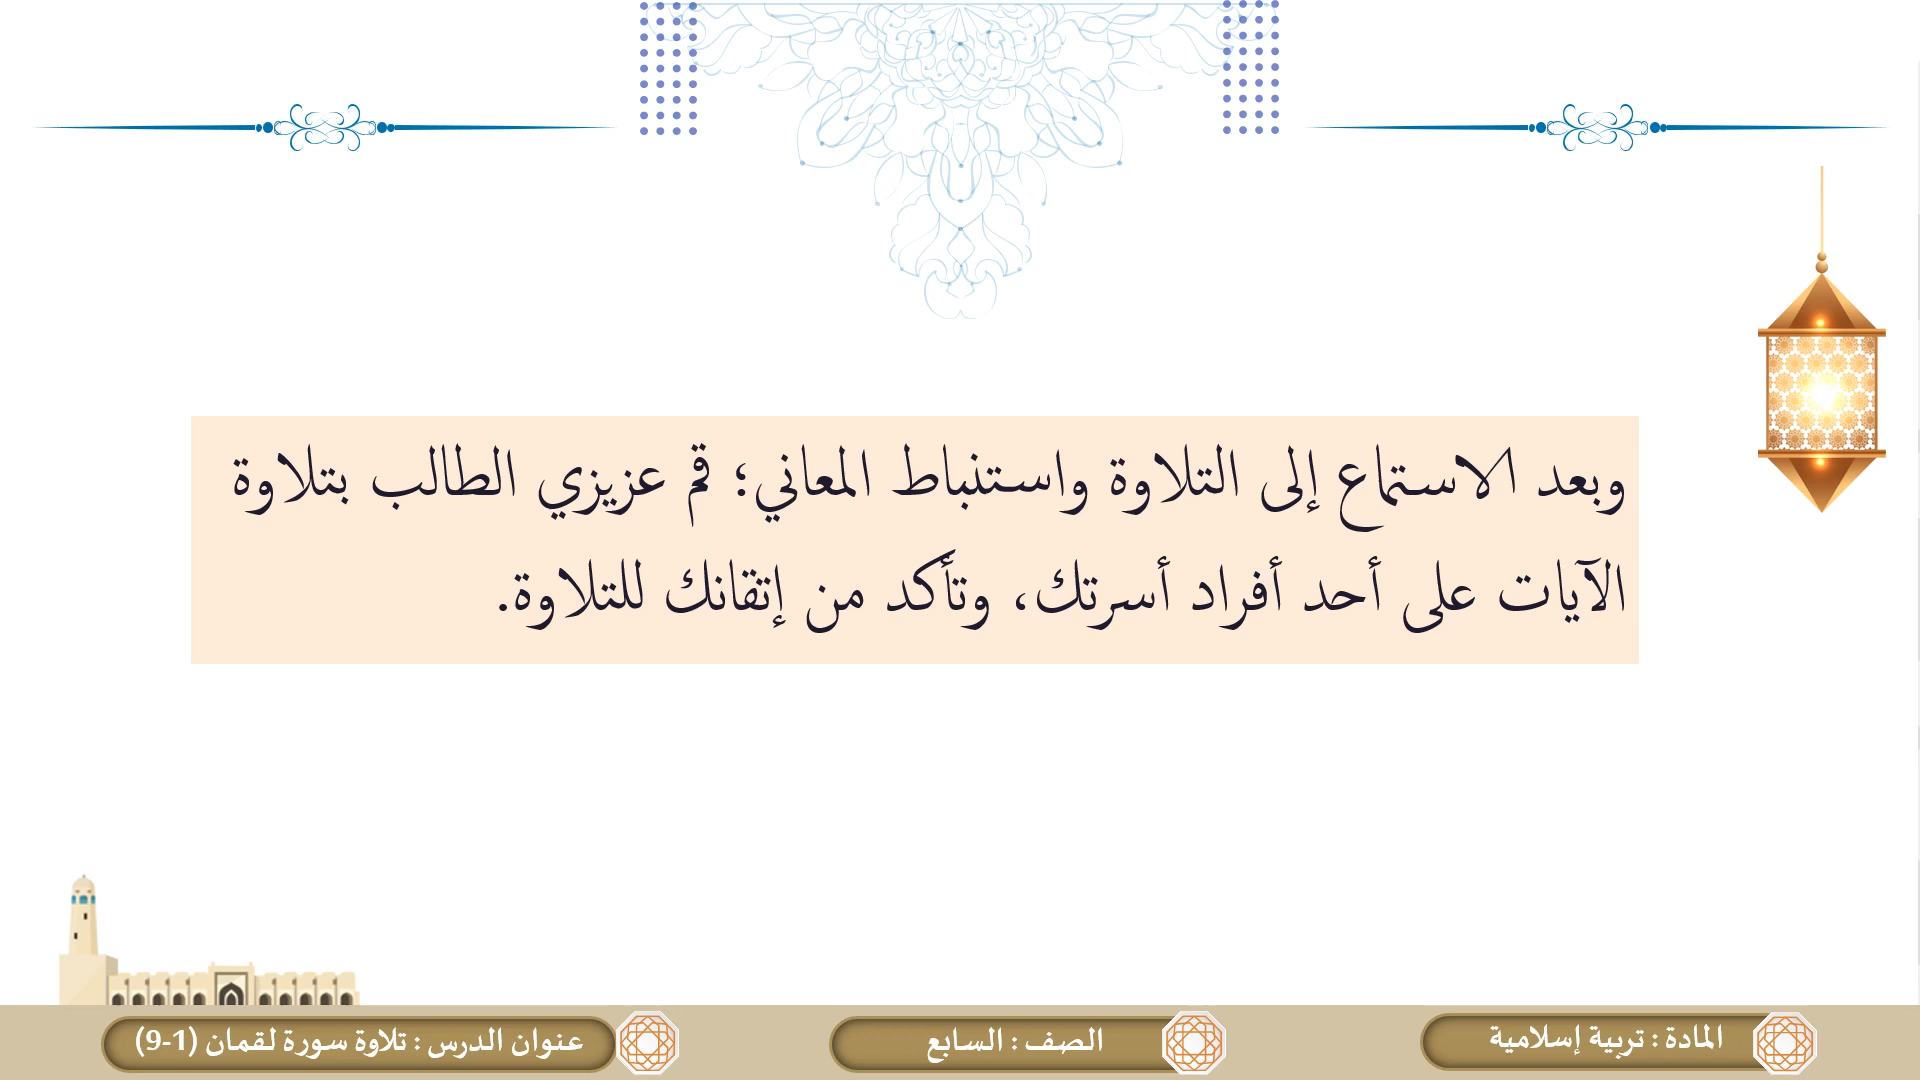 وبعد الاستماع إلى التلاوة واستنباط المعاني؛ قم عزيزي الطالب بتلاوة
الآيات على أحد أفراد أسرتك، وتأكد من إتقانك للتلاوة.
المادة : تربية إسلامية
الصف : السابع
عنوان الدرس : تلاوة سورة لقمان (1-9)